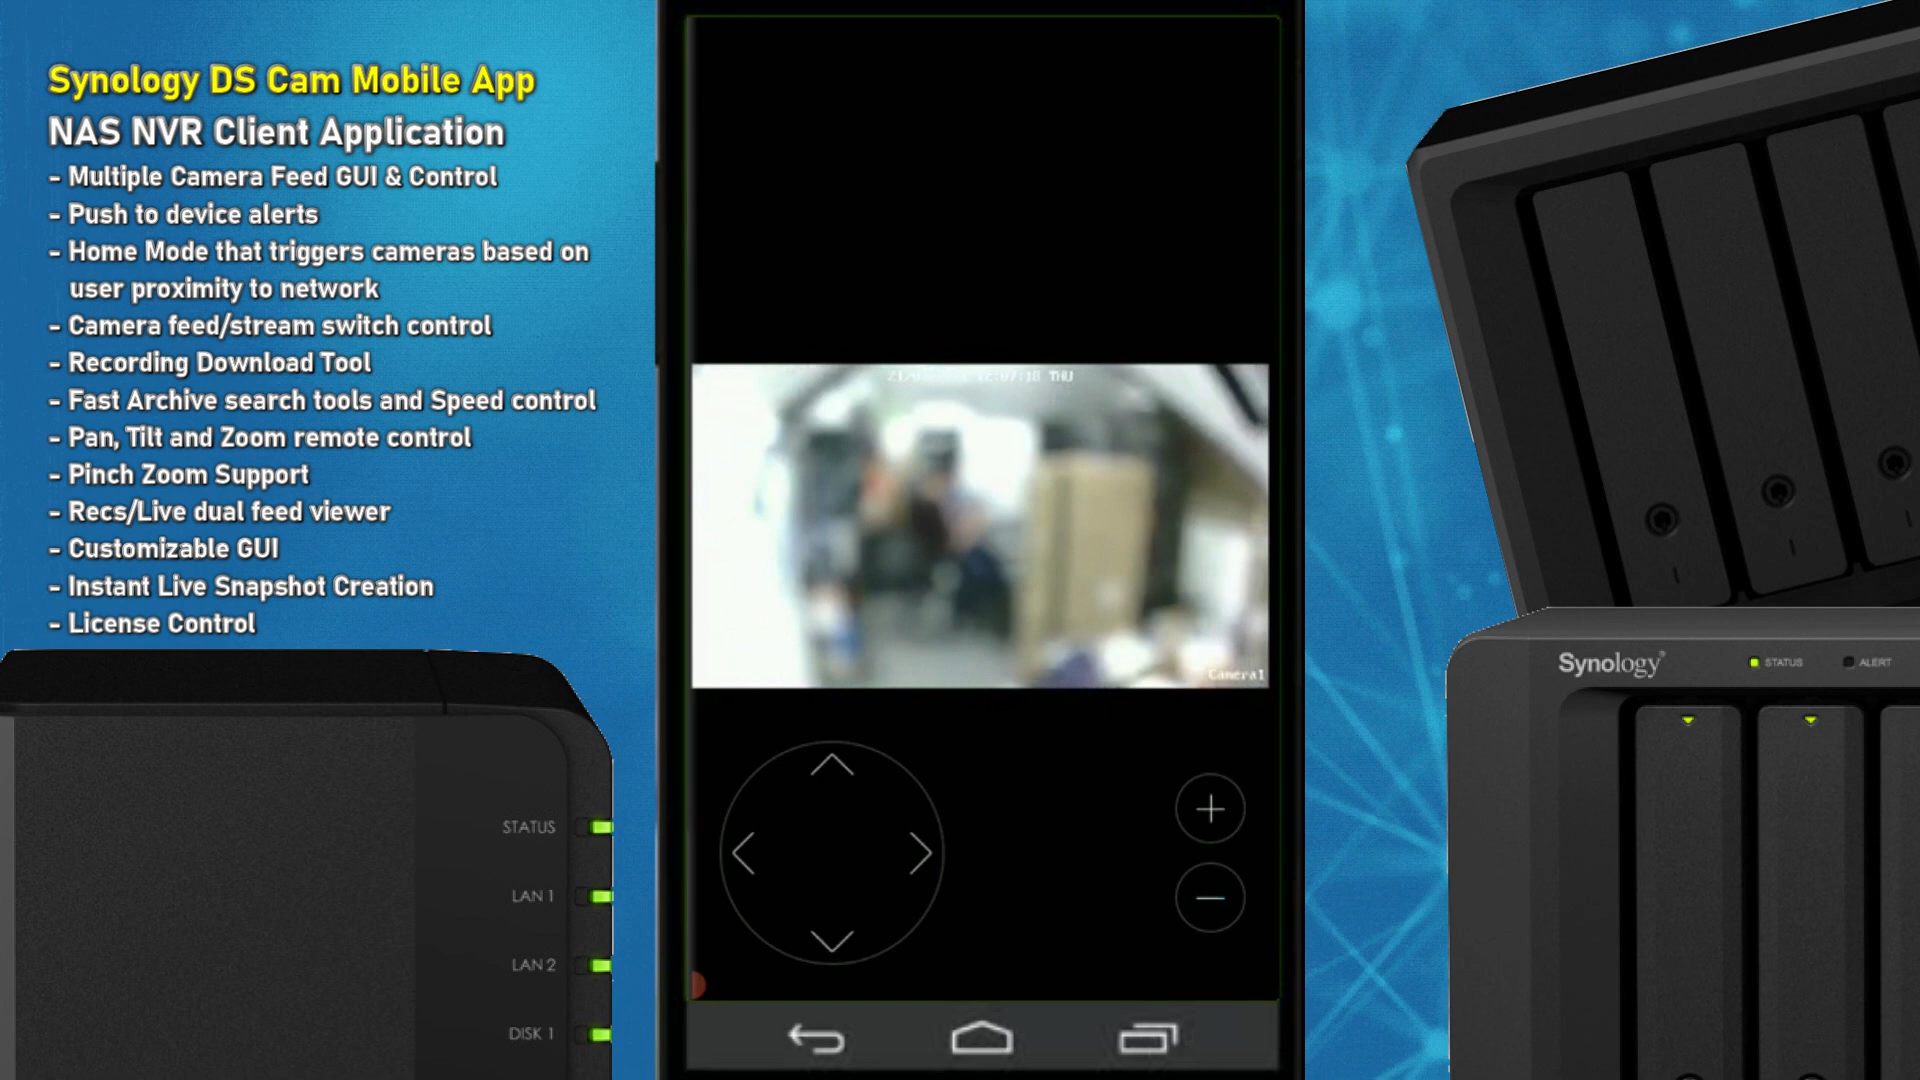 Synology DS Cam Mobile App
NAS NVR Client Application
- Multiple Camera Feed GUI & Control
- Push to device alerts
- Home Mode that triggers cameras based on
user proximity to network
- Camera feed/stream switch control
- Recording Download Tool
- Fast Archive search tools and Speed control
- Pan, Tilt and Zoom remote control
- Pinch Zoom Support
- Recs/Live dual feed viewer
- Customizable GUI
- Instant Live Snapshot Creation
- License Control
STATUS
LAN 1
LAN 2
DISK 1
THU
Camera1
Synology®
STATUS
ALERT